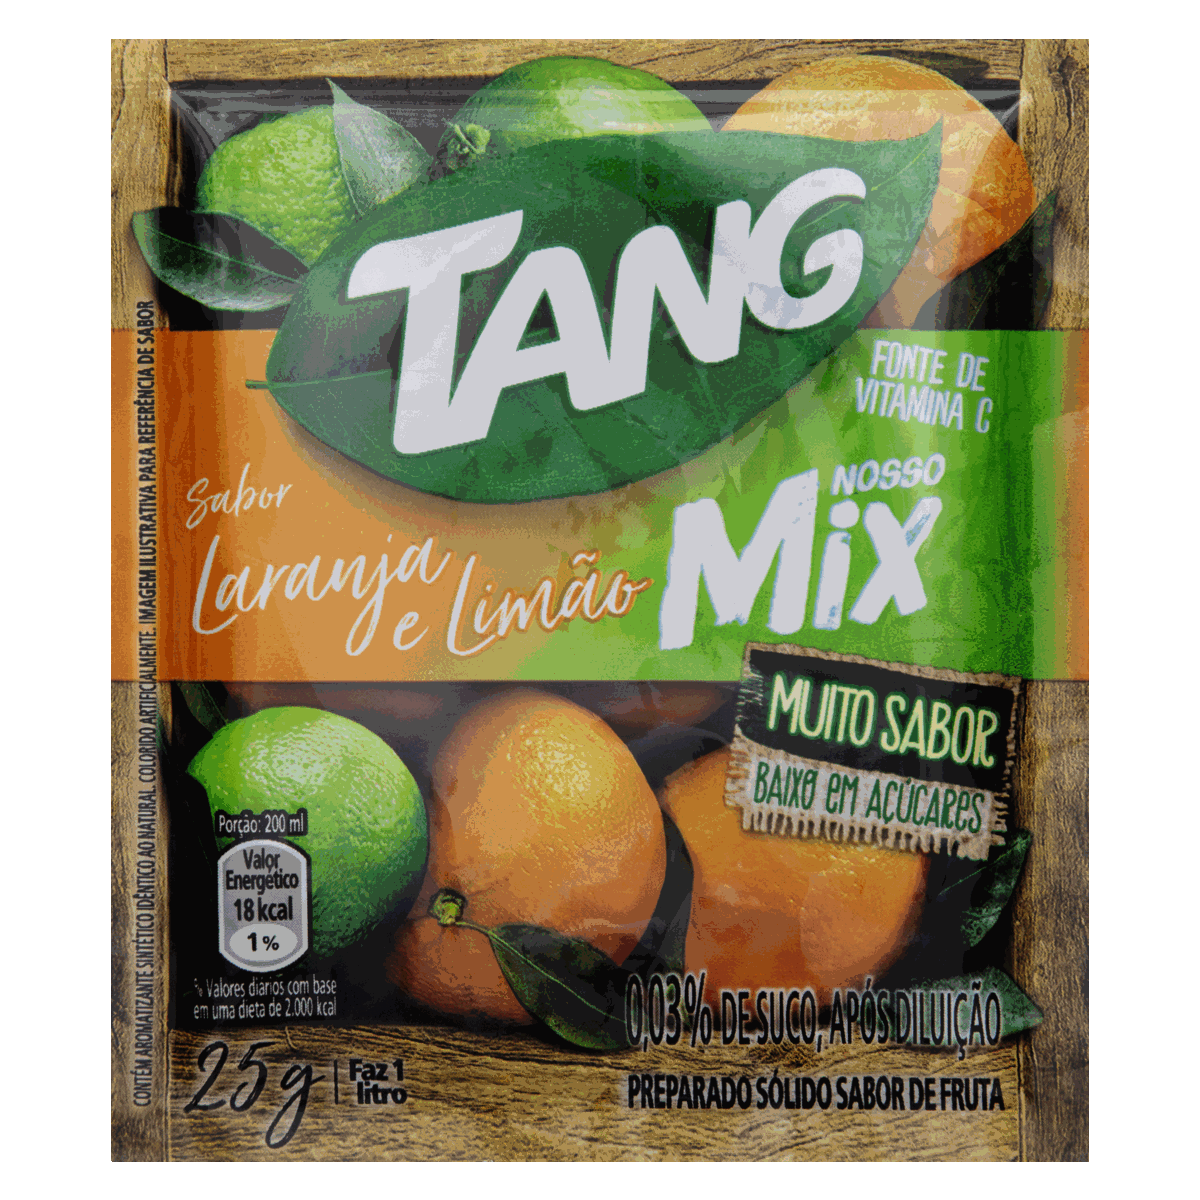 TANG
FONTE DE
VITAMINA C
Sabor
Laranja
e Limão
NOSSO
Mix
MUITO SABOR
BAIXO EM AÇÚCARES
Porção: 200 ml
Valor
Energético
18 kcal
1%
% Valores diários com base
em uma dieta de 2.000 kcal
25g
Faz 1
litro
0,03% DE SUCO, APÓS DILUIÇÃO
PREPARADO SÓLIDO SABOR DE FRUTA
CONTÉM AROMATIZANTE SINTÉTICO IDÊNTICO AO NATURAL. COLORIDO ARTIFICIALMENTE. IMAGEM ILUSTRATIVA PARA REFERÊNCIA DE SABOR